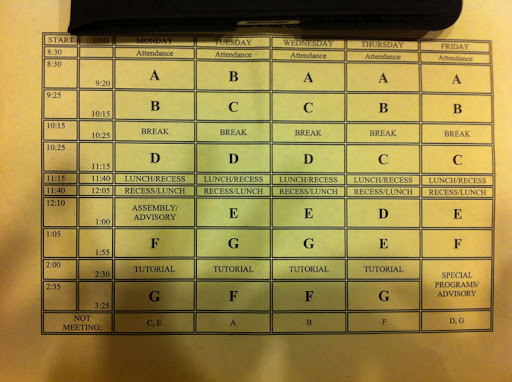 START END MONDAY TUESDAY WEDNESDAY THURSDAY FRIDAY
8:30 Attendance Attendance Attendance Attendance Attendance
8:30 9:20 A B A A A
9:25 10:15 B C C B B
10:15 10:25 BREAK BREAK BREAK BREAK BREAK
10:25 11:15 D D D C C
11:15 11:40 LUNCH/RECESS LUNCH/RECESS LUNCH/RECESS LUNCH/RECESS LUNCH/RECESS
11:40 12:05 RECESS/LUNCH RECESS/LUNCH RECESS/LUNCH RECESS/LUNCH RECESS/LUNCH
12:10 1:00 ASSEMBLY/ ADVISORY E E D E
1:05 1:55 F G G E F
2:00 2:30 TUTORIAL TUTORIAL TUTORIAL TUTORIAL SPECIAL PROGRAMS/ ADVISORY
2:35 3:25 G F F G
NOT MEETING: C, E A B F D, G